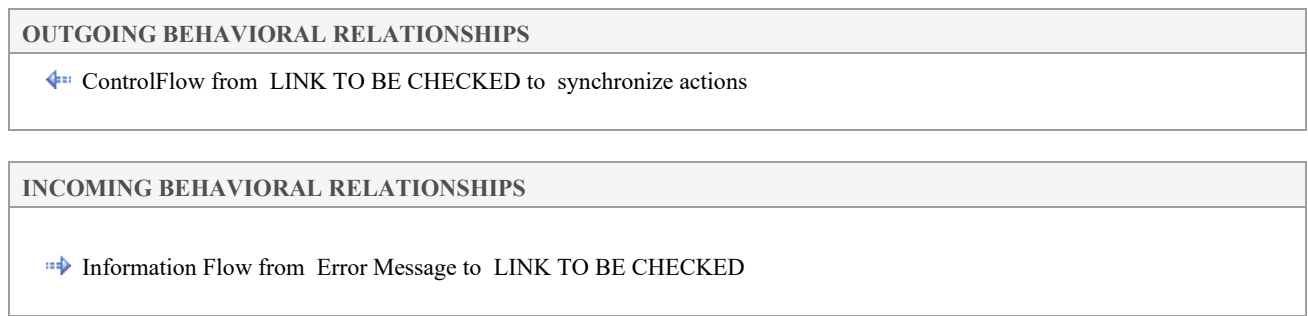 OUTGOING BEHAVIORAL RELATIONSHIPS
ControlFlow from LINK TO BE CHECKED to synchronize actions
INCOMING BEHAVIORAL RELATIONSHIPS
Information Flow from Error Message to LINK TO BE CHECKED